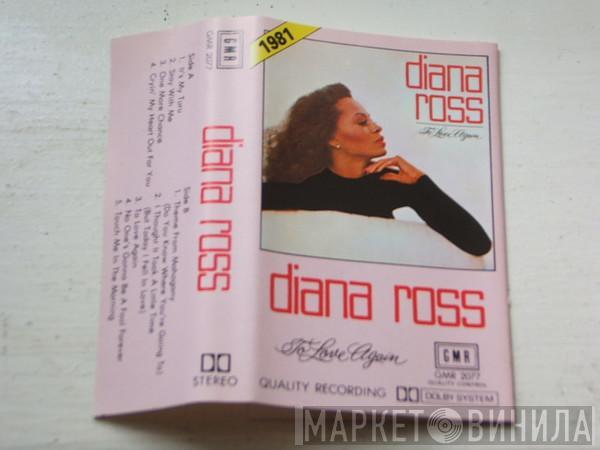 GMR
GMR 2077
Side A
1. It's My Turn
2. Stay With Me
3. One More Chance
4. Cryin' My Heart Out For You
Side B
1. Theme From Mahogany
(Do You Know Where You're Going To)
2. I Thought It Took A Little Time
(But Today I Fell In Love)
3. To Love Again
4. No One's Gonna Be A Fool Forever
5. Touch Me In The Morning
diana ross
STEREO
1981
diana
ross
To Love Again
diana ross
To Love Again
QUALITY RECORDING
GMR
GMR 2077
QUALITY CONTROL
DOLBY SYSTEM
МАРКЕТ ВИНИЛА